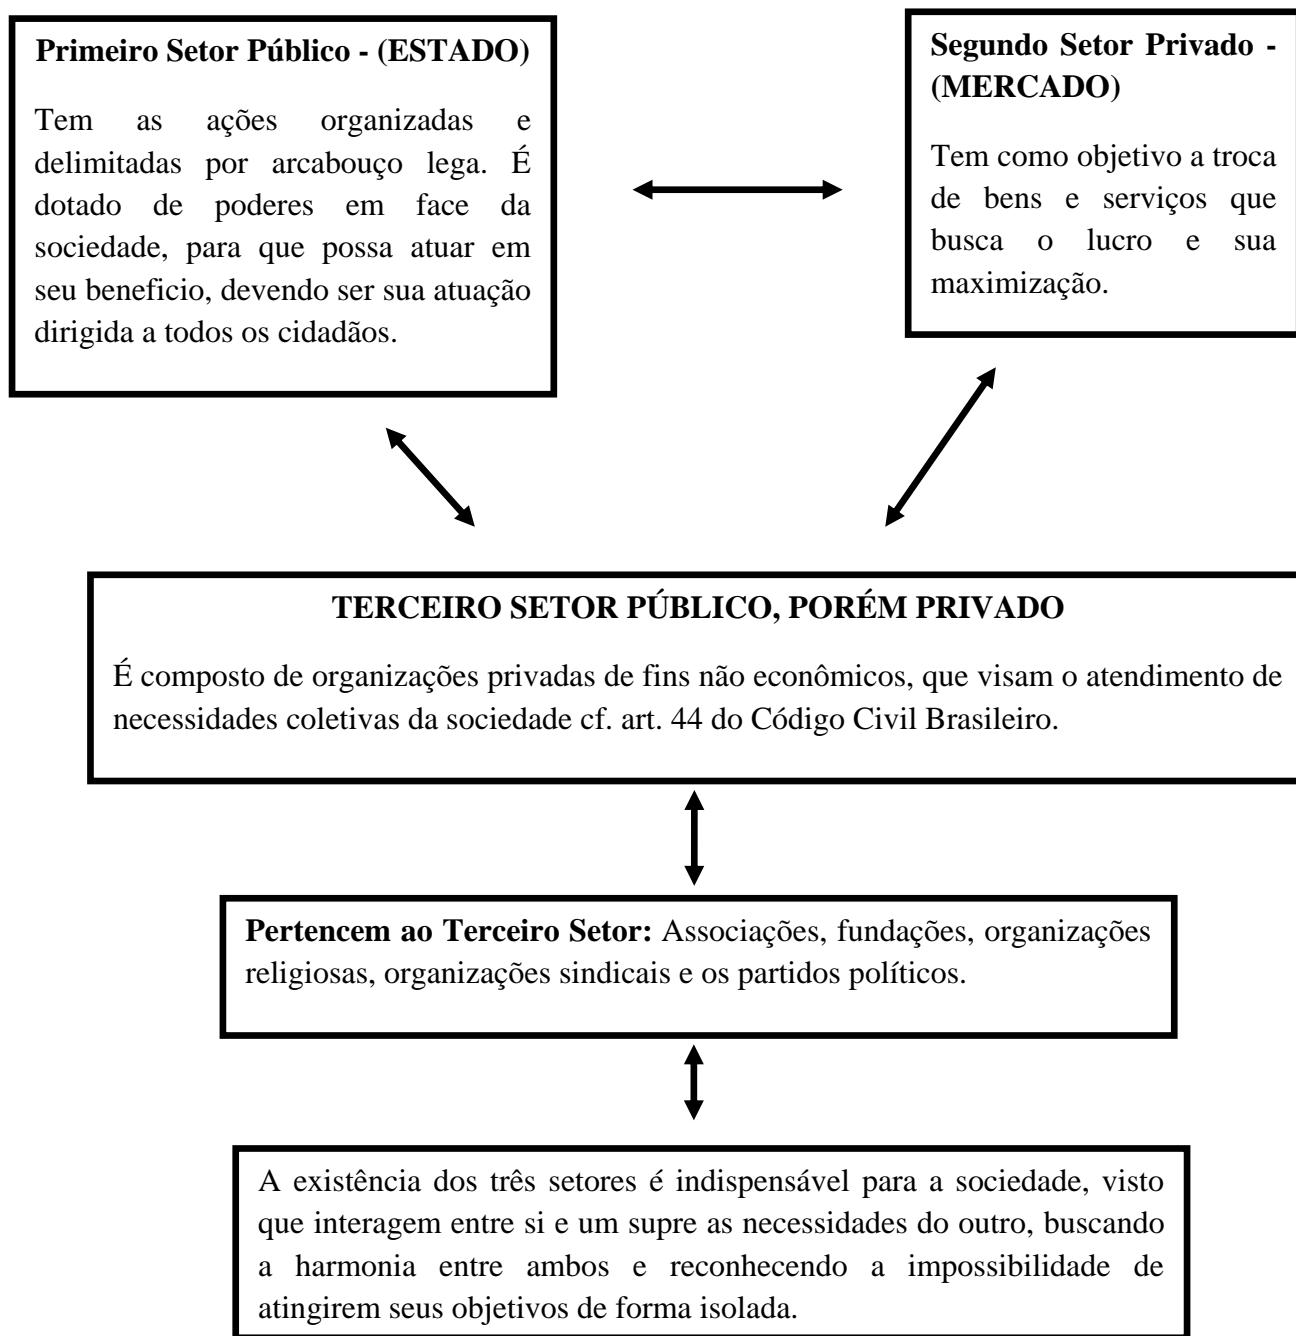 Primeiro Setor Público - (ESTADO)
Tem as ações organizadas e
delimitadas por arcabouço lega. É
dotado de poderes em face da
sociedade, para que possa atuar em
seu beneficio, devendo ser sua atuação
dirigida a todos os cidadãos.
Segundo Setor Privado -
(MERCADO)
Tem como objetivo a troca
de bens e serviços que
busca o lucro e sua
maximização.
TERCEIRO SETOR PÚBLICO, PORÉM PRIVADO
É composto de organizações privadas de fins não econômicos, que visam o atendimento de
necessidades coletivas da sociedade cf. art. 44 do Código Civil Brasileiro.
Pertencem ao Terceiro Setor: Associações, fundações, organizações
religiosas, organizações sindicais e os partidos políticos.
A existência dos três setores é indispensável para a sociedade, visto
que interagem entre si e um supre as necessidades do outro, buscando
a harmonia entre ambos e reconhecendo a impossibilidade de
atingirem seus objetivos de forma isolada.